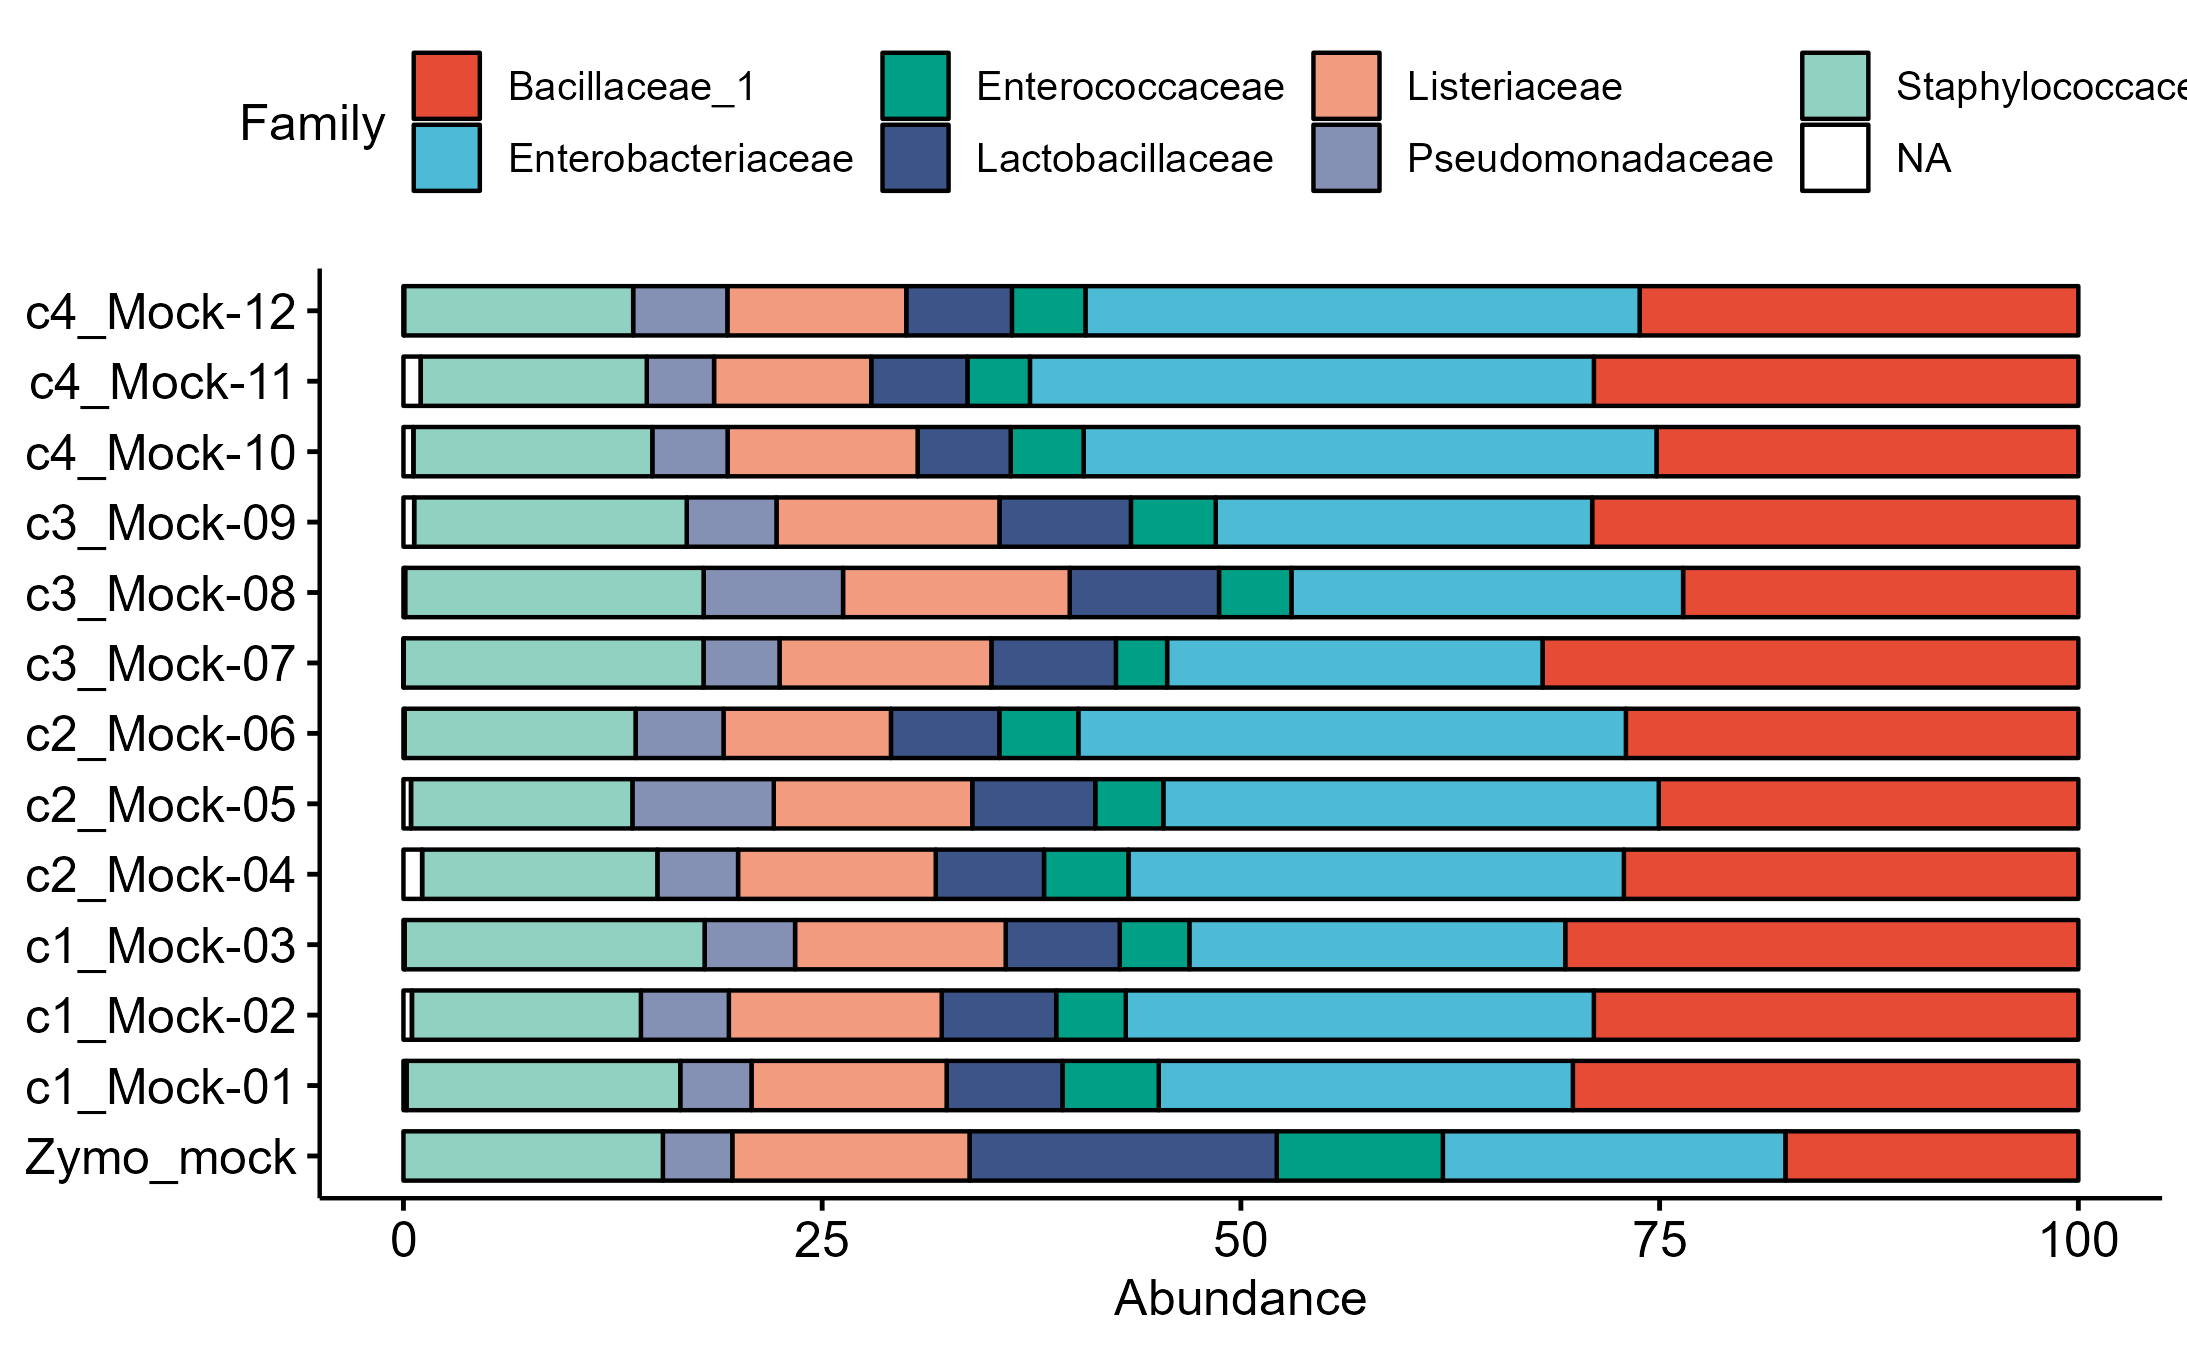 Family
Bacillaceae_1 Enterococcaceae Listeriaceae Staphylococcace
Enterobacteriaceae Lactobacillaceae Pseudomonadaceae NA
c4_Mock-12
c4_Mock-11
c4_Mock-10
c3_Mock-09
c3_Mock-08
c3_Mock-07
c2_Mock-06
c2_Mock-05
c2_Mock-04
c1_Mock-03
c1_Mock-02
c1_Mock-01
Zymo_mock
0 25 50 75 100
Abundance